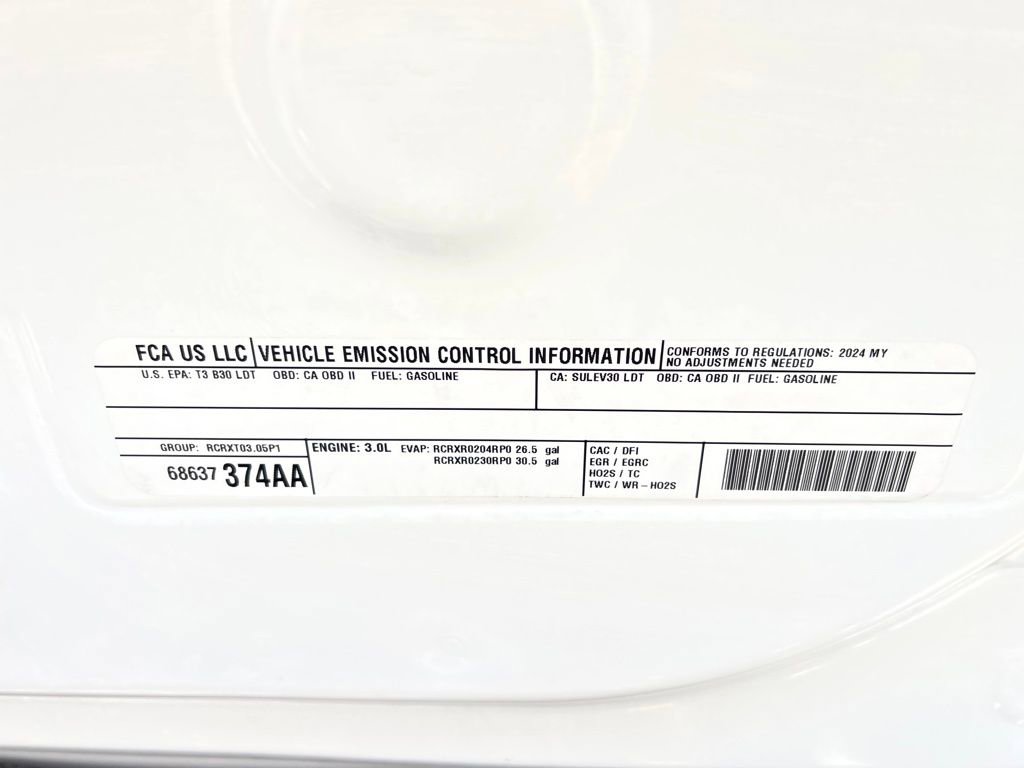 FCA US LLC VEHICLE EMISSION CONTROL INFORMATION CONFORMS TO REGULATIONS: 2024 MY
NO ADJUSTMENTS NEEDED
U.S. EPA: T3 B30 LDT OBD: CA OBD II FUEL: GASOLINE CA: SULEV30 LDT OBD: CA OBD II FUEL: GASOLINE
GROUP: RCRXT03.05P1
68637 374AA
ENGINE: 3.0L EVAP: RCRXR0204RP0 26.5 gal
RCRXR0230RP0 30.5 gal
CAC / DFI
EGR / EGRC
HO2S / TC
TWC / WR-HO2S